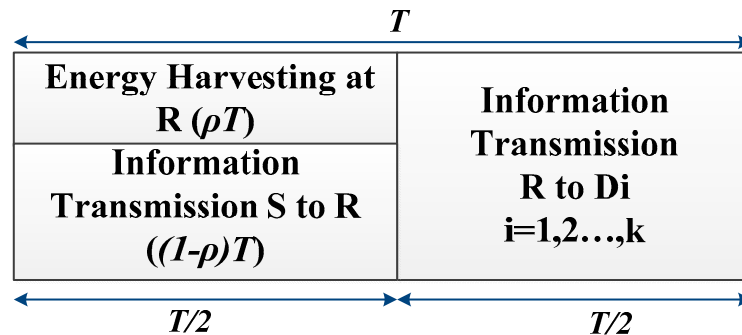 T
Energy Harvesting at
R (ρT)
Information
Transmission S to R
((1-ρ)T)
Information
Transmission
R to Di
i=1,2…,k
T/2
T/2